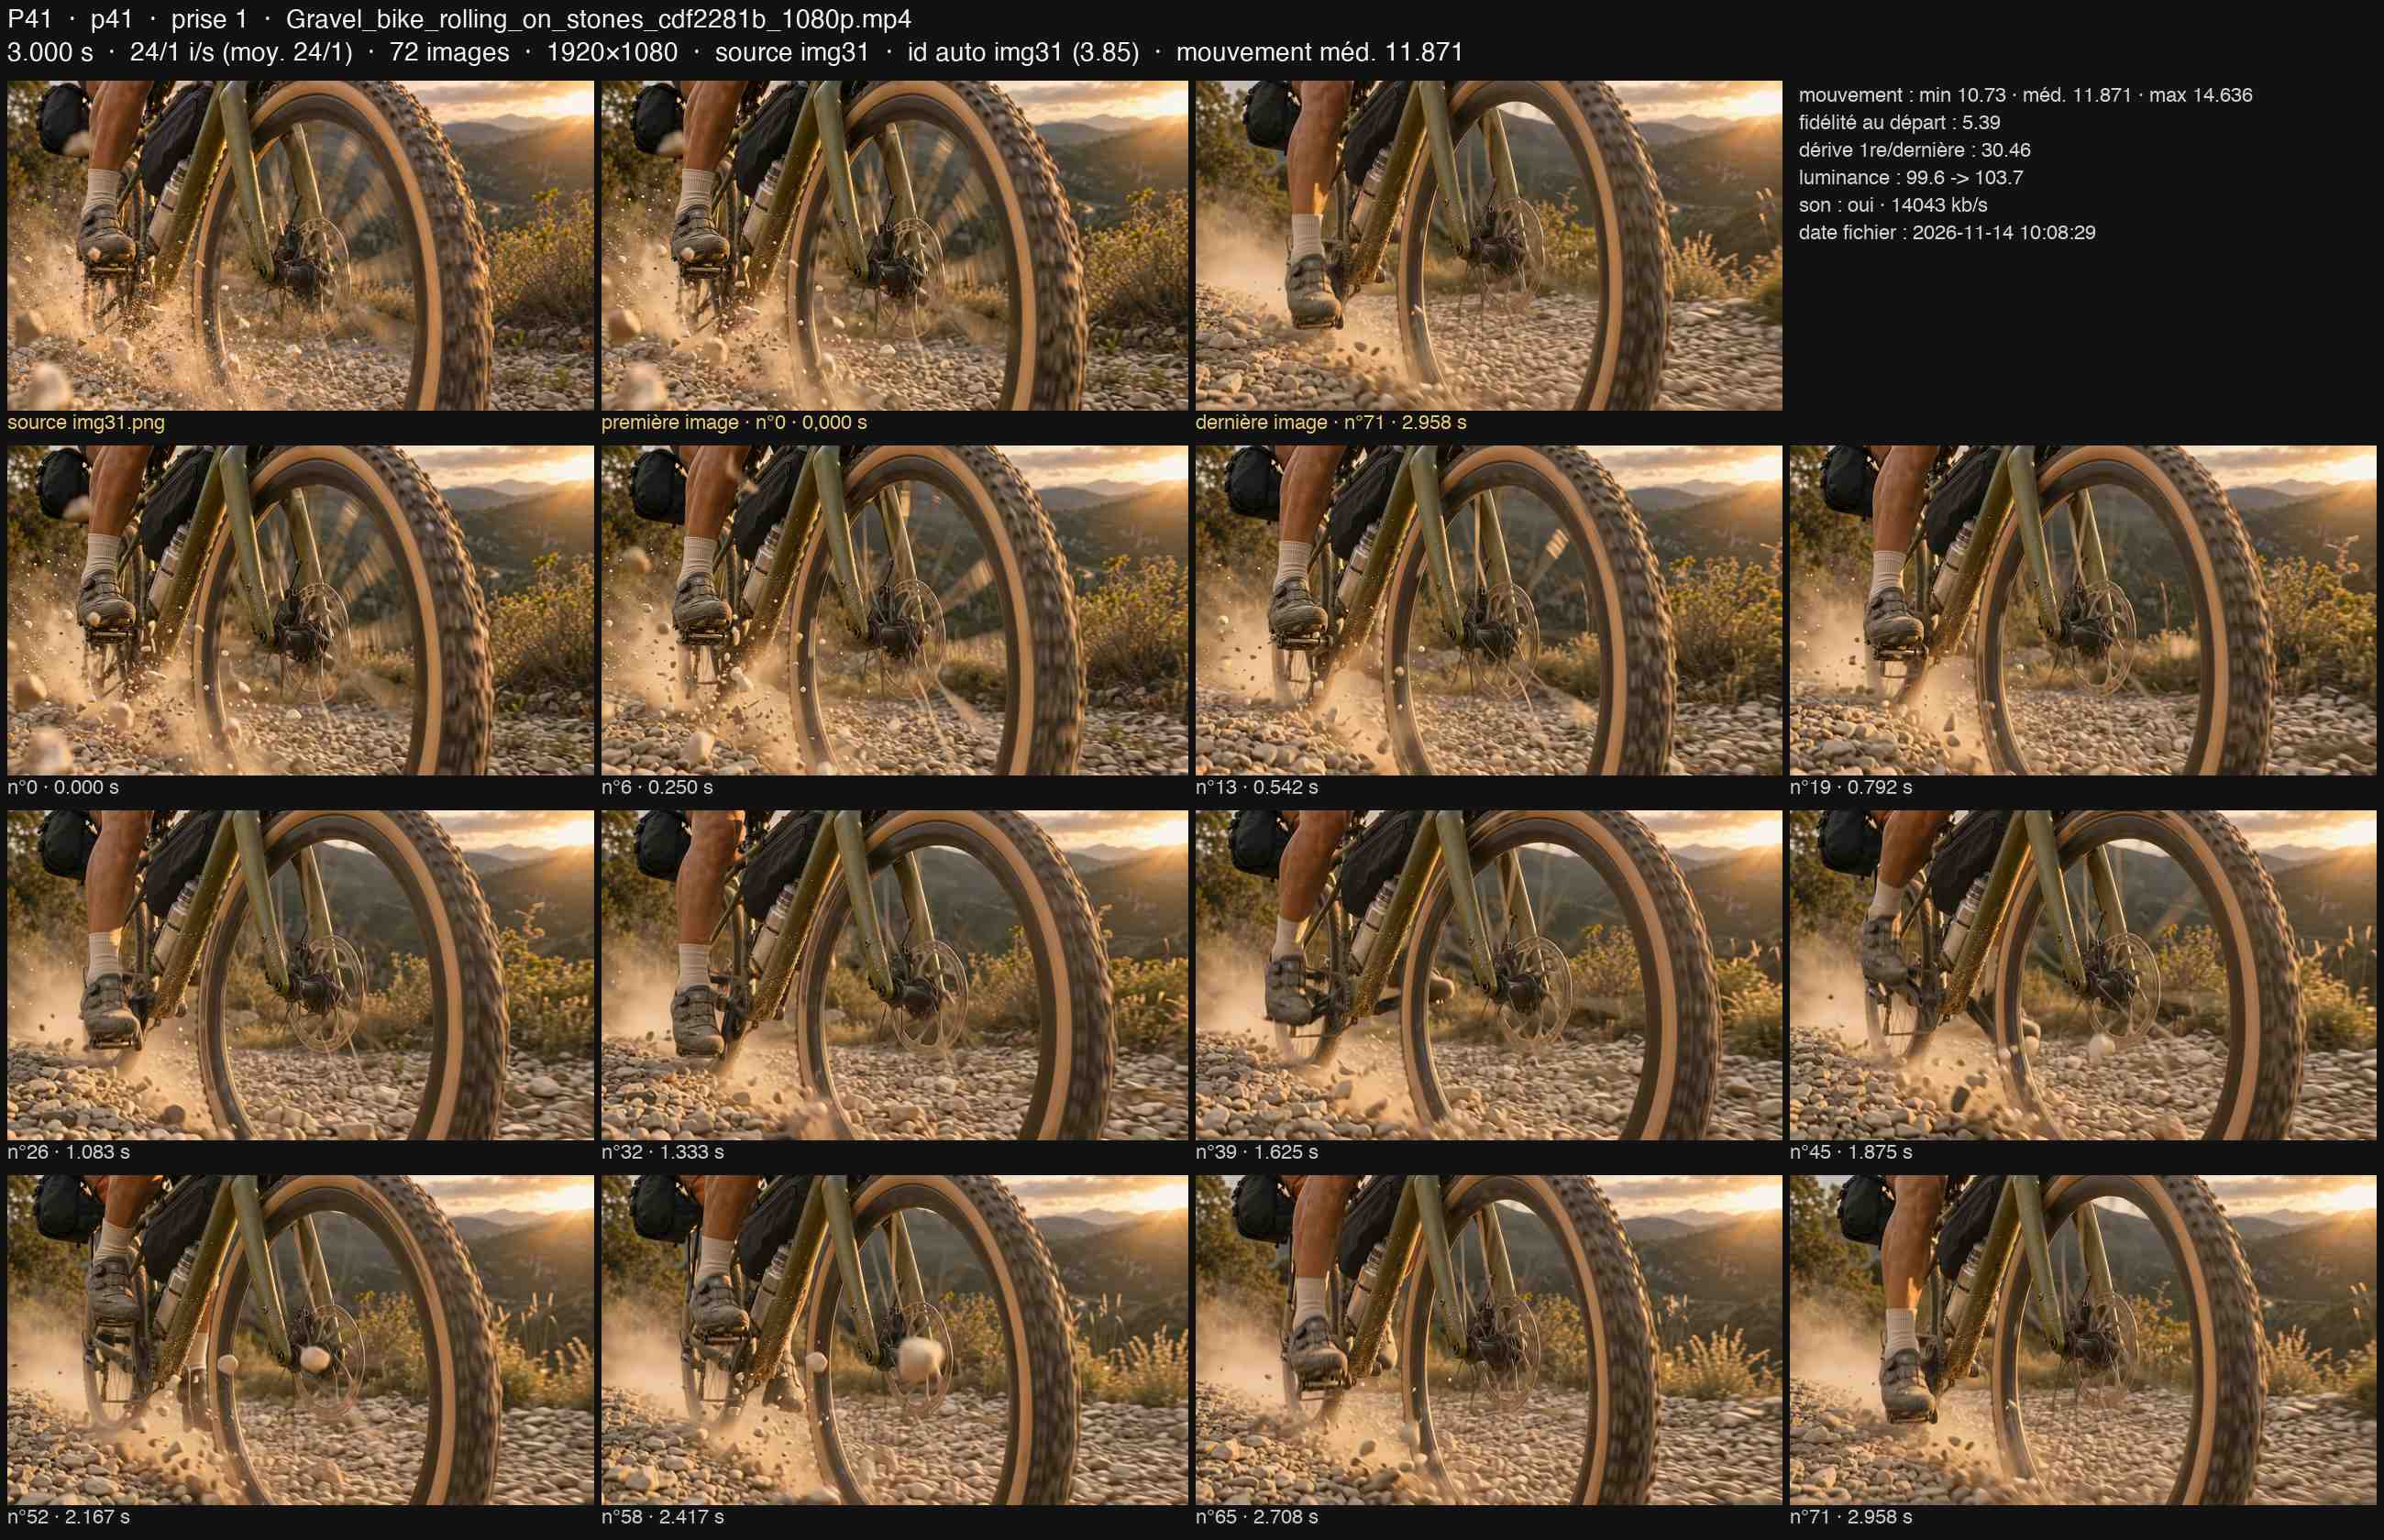 P41 · p41 · prise 1 · Gravel_bike_rolling_on_stones_cdf2281b_1080p.mp4
3.000 s · 24/1 i/s (moy. 24/1) · 72 images · 1920×1080 · source img31 · id auto img31 (3.85) · mouvement méd. 11.871
mouvement : min 10.73 · méd. 11.871 · max 14.636
fidélité au départ : 5.39
dérive 1re/dernière : 30.46
luminance : 99.6 -> 103.7
son : oui · 14043 kb/s
date fichier : 2026-11-14 10:08:29
source img31.png
première image · n°0 · 0,000 s
dernière image · n°71 · 2.958 s
n°0 · 0.000 s
n°6 · 0.250 s
n°13 · 0.542 s
n°19 · 0.792 s
n°26 · 1.083 s
n°32 · 1.333 s
n°39 · 1.625 s
n°45 · 1.875 s
n°52 · 2.167 s
n°58 · 2.417 s
n°65 · 2.708 s
n°71 · 2.958 s